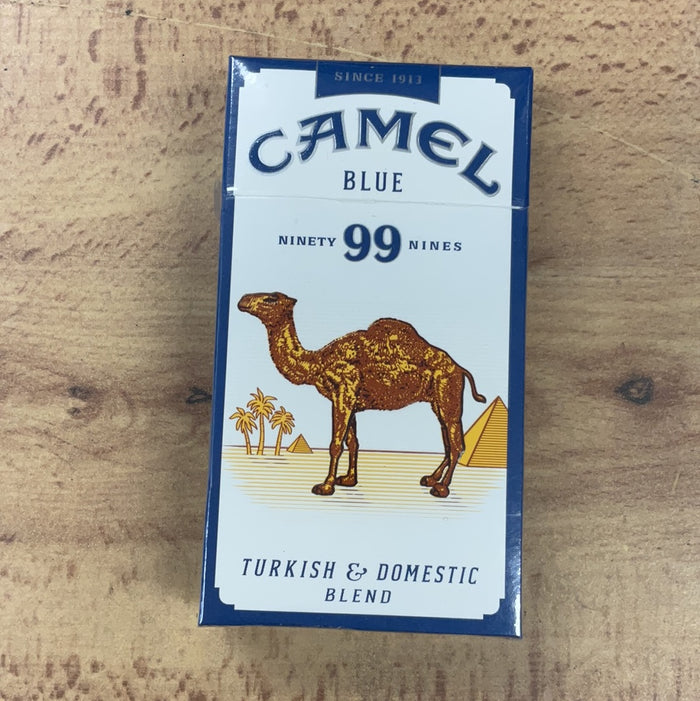 SINCE 1913
CAMEL
BLUE
NINETY 99 NINES
TURKISH & DOMESTIC
BLEND